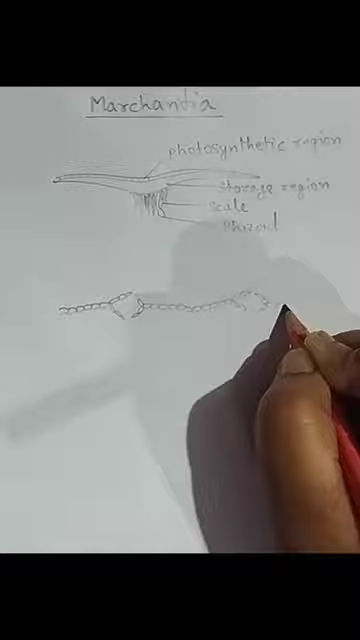 Marchantia
photosynthetic region
storage region
scale
Rhizoid